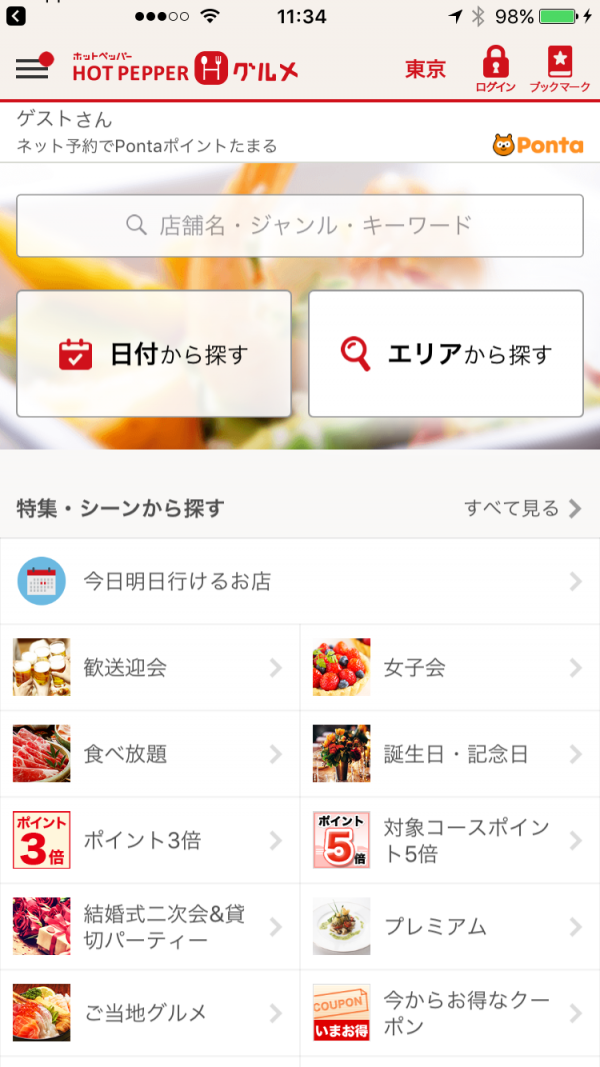 11:34
98%
ホットペッパー
HOT PEPPER グルメ
東京
ログイン
ブックマーク
ゲストさん
ネット予約でPontaポイントたまる
Ponta
店舗名・ジャンル・キーワード
日付から探す
エリアから探す
特集・シーンから探す
すべて見る
今日明日行けるお店
歓送迎会
女子会
食べ放題
誕生日・記念日
ポイント
3倍
ポイント3倍
ポイント
5倍
対象コースポイン
ト5倍
結婚式二次会&貸
切パーティー
プレミアム
ご当地グルメ
COUPON
いまお得
今からお得なクー
ポン